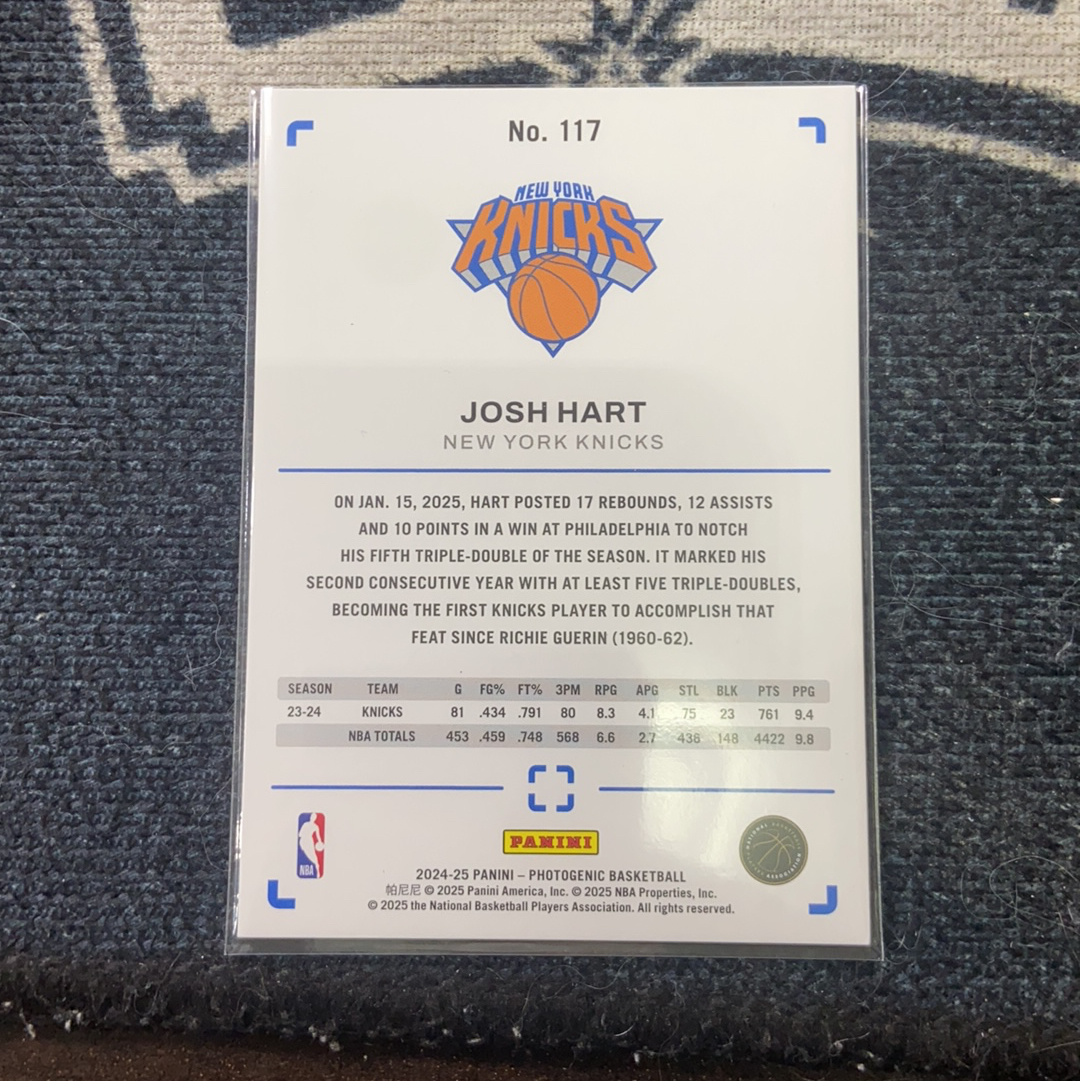 No. 117
NEW YORK
KNICKS
JOSH HART
NEW YORK KNICKS
ON JAN. 15, 2025, HART POSTED 17 REBOUNDS, 12 ASSISTS
AND 10 POINTS IN A WIN AT PHILADELPHIA TO NOTCH
HIS FIFTH TRIPLE-DOUBLE OF THE SEASON. IT MARKED HIS
SECOND CONSECUTIVE YEAR WITH AT LEAST FIVE TRIPLE-DOUBLES,
BECOMING THE FIRST KNICKS PLAYER TO ACCOMPLISH THAT
FEAT SINCE RICHIE GUERIN (1960-62).
SEASON TEAM G FG% FT% 3PM RPG APG STL BLK PTS PPG
23-24 KNICKS 81 .434 .791 80 8.3 4.1 75 23 761 9.4
NBA TOTALS 453 .459 .748 568 6.6 2.7 436 148 4422 9.8
NBA
PANINI
NATIONAL BASKETBALL
ASSOCIATION
2024-25 PANINI – PHOTOGENIC BASKETBALL
帕尼尼 © 2025 Panini America, Inc. © 2025 NBA Properties, Inc.
© 2025 the National Basketball Players Association. All rights reserved.